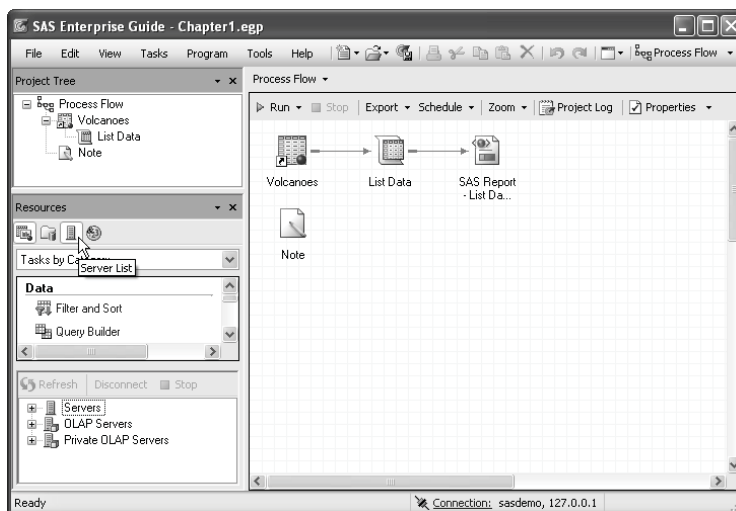 SAS Enterprise Guide - Chapter1.egp
File Edit View Tasks Program Tools Help Process Flow
Project Tree
Process Flow
Volcanoes
List Data
Note
Process Flow
Run Stop Export Schedule Zoom Project Log Properties
Volcanoes List Data SAS Report
- List Da...
Note
Resources
Tasks by
Server List
Data
Filter and Sort
Query Builder
Refresh Disconnect Stop
Servers
OLAP Servers
Private OLAP Servers
Ready Connection: sasdemo, 127.0.0.1